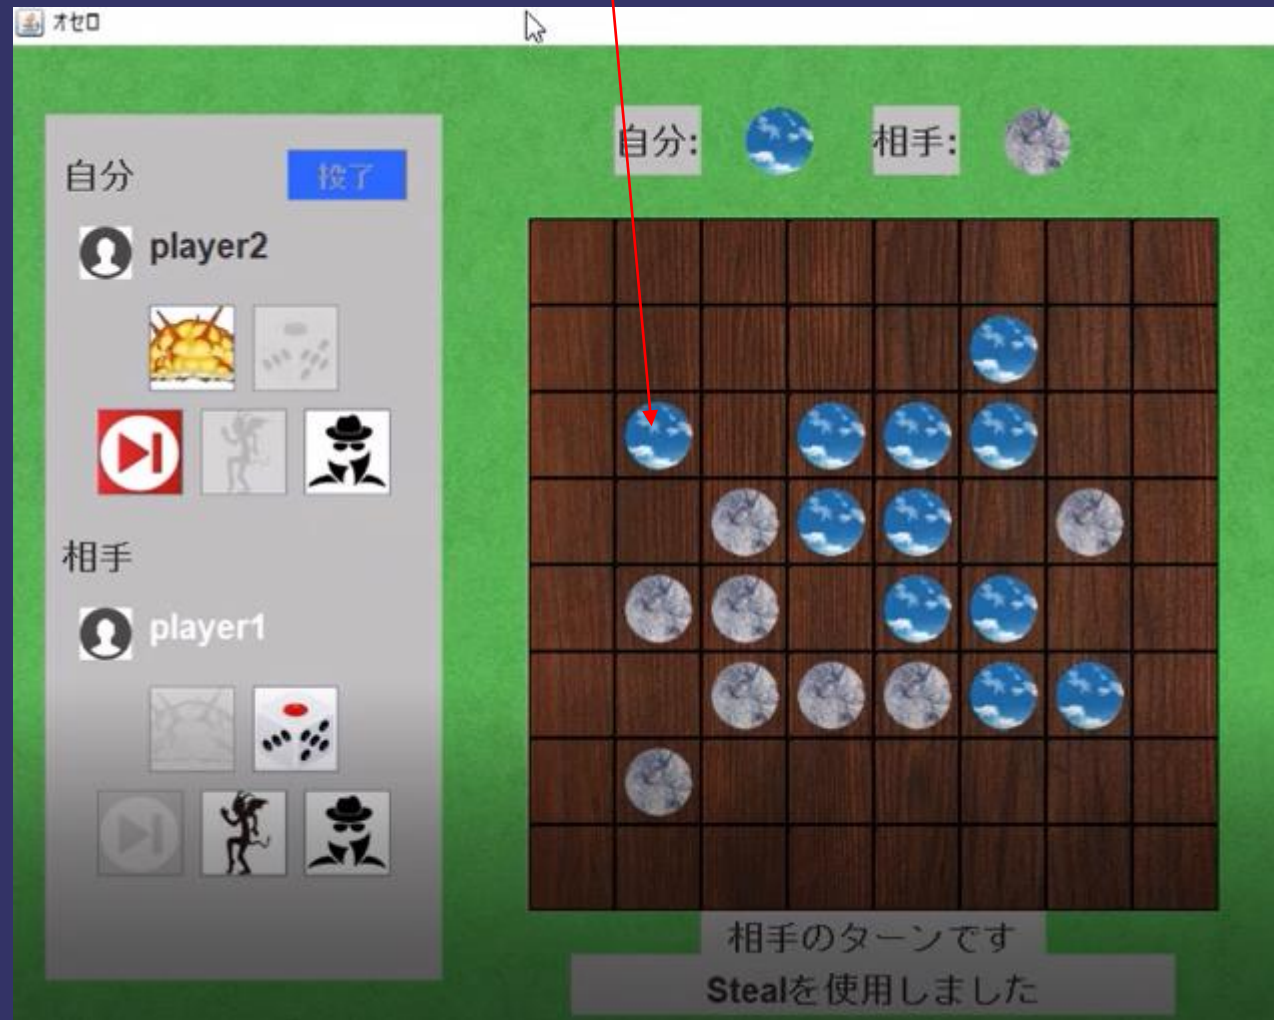 オセロ
自分: 相手:
自分 投了
player2
相手
player1
相手のターンです
Stealを使用しました